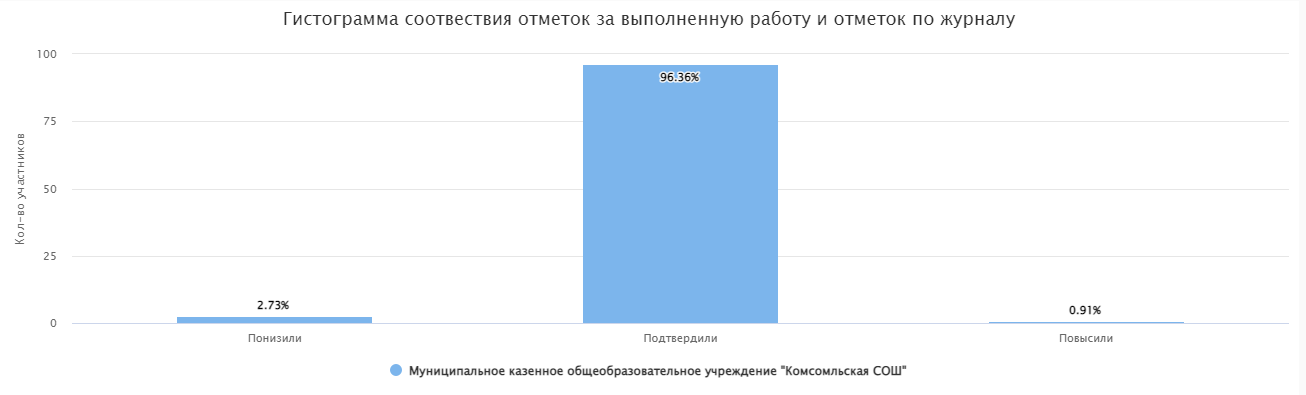 Гистограмма соотвествия отметок за выполненную работу и отметок по журналу
100
75
50
25
0
Кол-во участников
2.73%
96.36%
0.91%
Понизили
Подтвердили
Повысили
Муниципальное казенное общеобразовательное учреждение "Комсомльская СОШ"